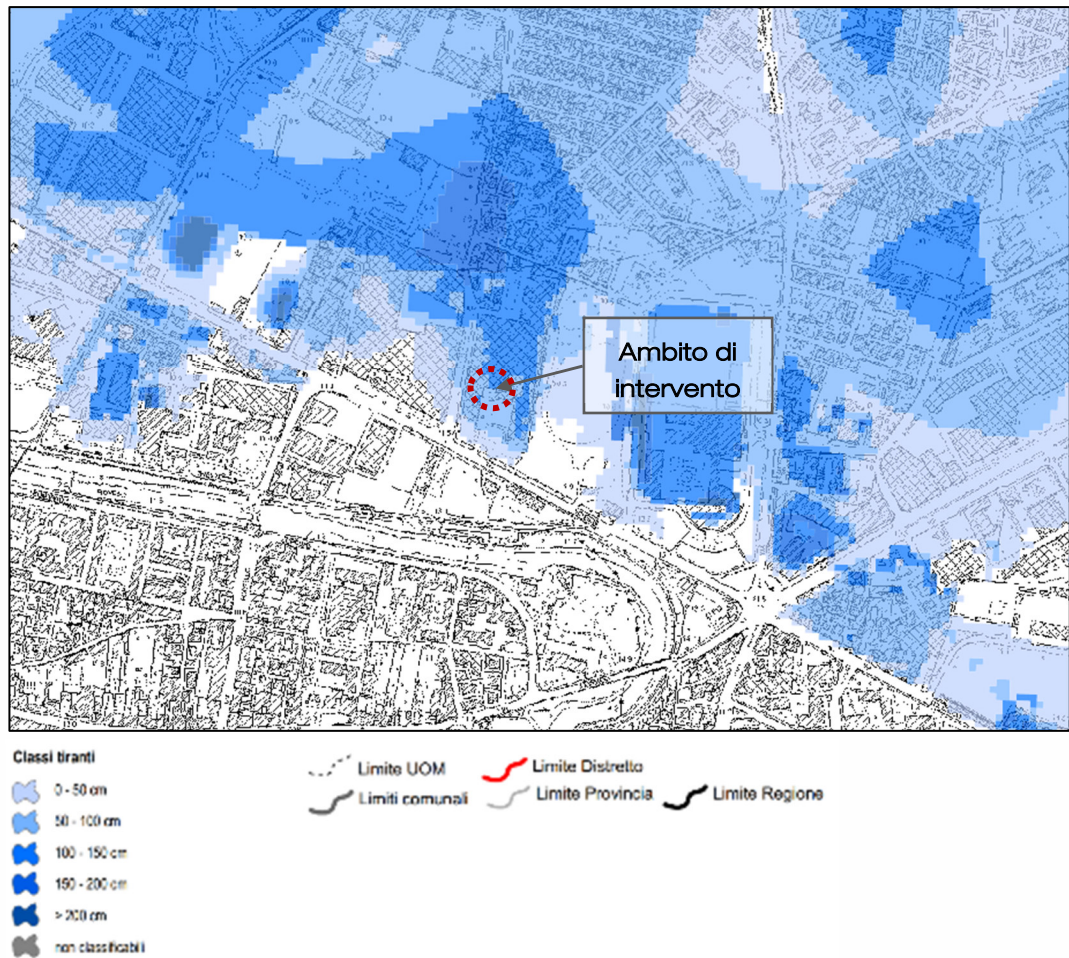 Ambito di
intervento
Classi tiranti
0 - 50 cm
50 - 100 cm
100 - 150 cm
150 - 200 cm
> 200 cm
non classificabili
Limite UOM
Limite Distretto
Limiti comunali
Limite Provincia
Limite Regione